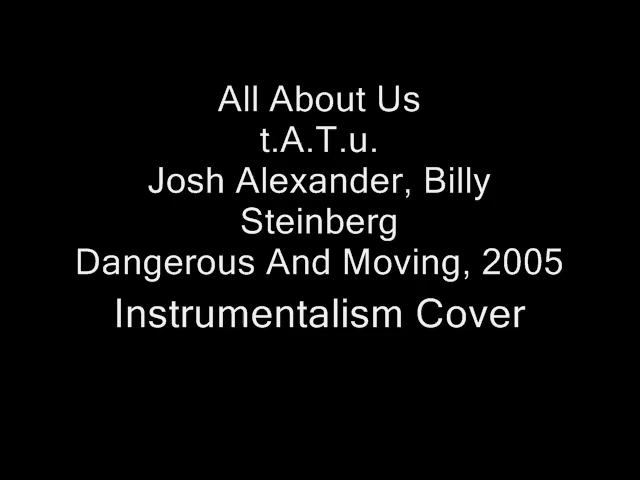 All About Us
t.A.T.u.
Josh Alexander, Billy
Steinberg
Dangerous And Moving, 2005
Instrumentalism Cover